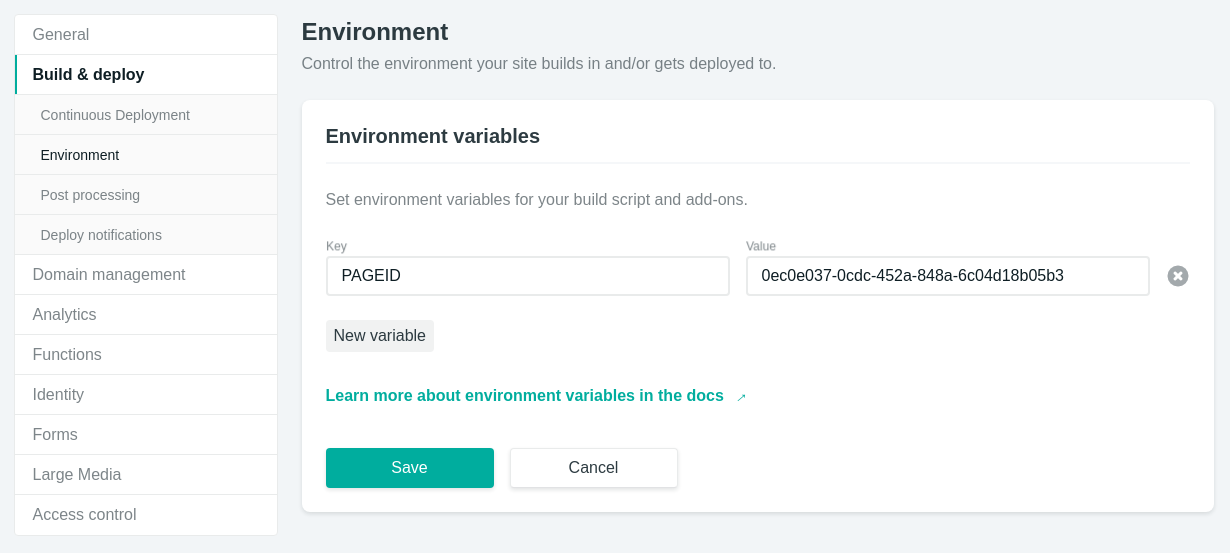 General
Build & deploy
Continuous Deployment
Environment
Post processing
Deploy notifications
Domain management
Analytics
Functions
Identity
Forms
Large Media
Access control
Environment
Control the environment your site builds in and/or gets deployed to.
Environment variables
Set environment variables for your build script and add-ons.
Key Value
PAGEID 0ec0e037-0cdc-452a-848a-6c04d18b05b3
New variable
Learn more about environment variables in the docs →
Save Cancel